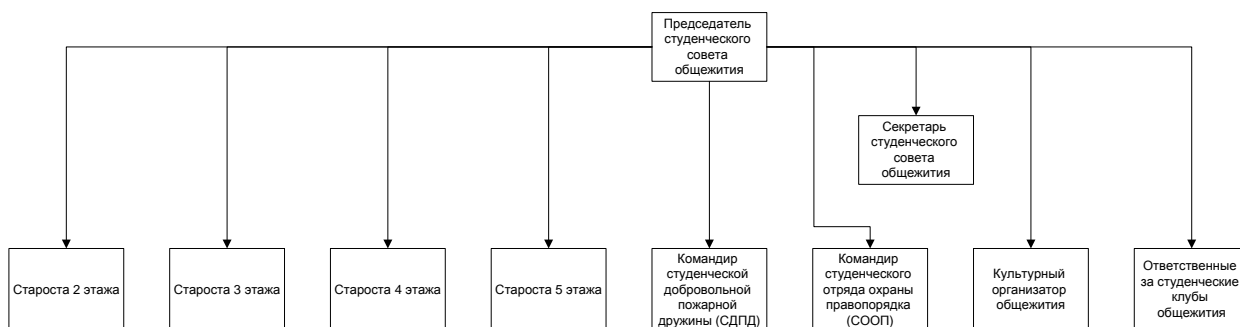 Председатель
студенческого
совета
общежития
Секретарь
студенческого
совета
общежития
Староста 2 этажа
Староста 3 этажа
Староста 4 этажа
Староста 5 этажа
Командир
студенческой
добровольной
пожарной
дружины (СДПД)
Командир
студенческого
отряда охраны
правопорядка
(СООП)
Культурный
организатор
общежития
Ответственные
за студенческие
клубы
общежития